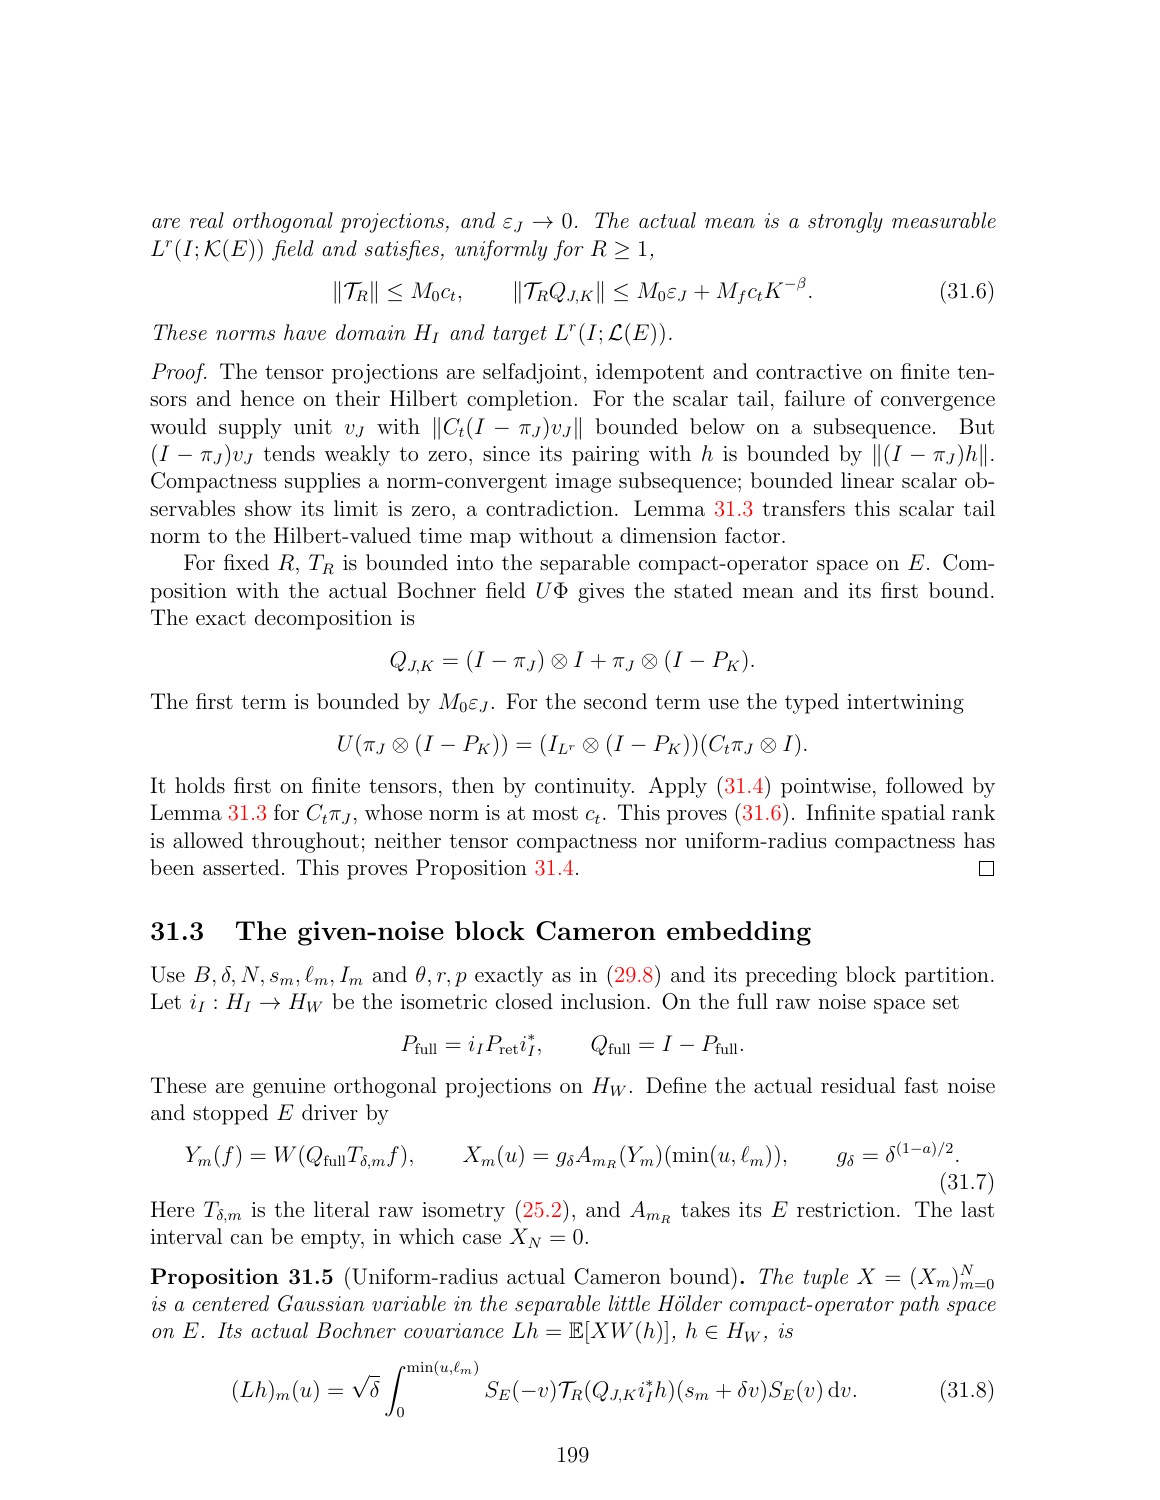 are real orthogonal projections, and ε_J → 0. The actual mean is a strongly measurable
L^r(I; 𝒦(E)) field and satisfies, uniformly for R ≥ 1,
‖𝒯_R‖ ≤ M_0c_t, ‖𝒯_RQ_{J,K}‖ ≤ M_0ε_J + M_fc_tK^{−β}. (31.6)
These norms have domain H_I and target L^r(I; ℒ(E)).
Proof. The tensor projections are selfadjoint, idempotent and contractive on finite ten-
sors and hence on their Hilbert completion. For the scalar tail, failure of convergence
would supply unit v_J with ‖C_t(I − π_J)v_J‖ bounded below on a subsequence. But
(I − π_J)v_J tends weakly to zero, since its pairing with h is bounded by ‖(I − π_J)h‖.
Compactness supplies a norm-convergent image subsequence; bounded linear scalar ob-
servables show its limit is zero, a contradiction. Lemma 31.3 transfers this scalar tail
norm to the Hilbert-valued time map without a dimension factor.
For fixed R, T_R is bounded into the separable compact-operator space on E. Com-
position with the actual Bochner field UΦ gives the stated mean and its first bound.
The exact decomposition is
Q_{J,K} = (I − π_J) ⊗ I + π_J ⊗ (I − P_K).
The first term is bounded by M_0ε_J. For the second term use the typed intertwining
U(π_J ⊗ (I − P_K)) = (I_{L^r} ⊗ (I − P_K))(C_tπ_J ⊗ I).
It holds first on finite tensors, then by continuity. Apply (31.4) pointwise, followed by
Lemma 31.3 for C_tπ_J, whose norm is at most c_t. This proves (31.6). Infinite spatial rank
is allowed throughout; neither tensor compactness nor uniform-radius compactness has
been asserted. This proves Proposition 31.4. □
31.3 The given-noise block Cameron embedding
Use B, δ, N, s_m, ℓ_m, I_m and θ, r, p exactly as in (29.8) and its preceding block partition.
Let i_I : H_I → H_W be the isometric closed inclusion. On the full raw noise space set
P_{full} = i_IP_{ret}i_I^*, Q_{full} = I − P_{full}.
These are genuine orthogonal projections on H_W. Define the actual residual fast noise
and stopped E driver by
Y_m(f) = W(Q_{full}T_{δ,m}f), X_m(u) = g_δA_{m_R}(Y_m)(min(u, ℓ_m)), g_δ = δ^{(1−a)/2}.
(31.7)
Here T_{δ,m} is the literal raw isometry (25.2), and A_{m_R} takes its E restriction. The last
interval can be empty, in which case X_N = 0.
Proposition 31.5 (Uniform-radius actual Cameron bound). The tuple X = (X_m)_{m=0}^N
is a centered Gaussian variable in the separable little Hölder compact-operator path space
on E. Its actual Bochner covariance Lh = 𝔼[XW(h)], h ∈ H_W, is
(Lh)_m(u) = √δ ∫_0^{min(u,ℓ_m)} S_E(−v)𝒯_R(Q_{J,K}i_I^*h)(s_m + δv)S_E(v) dv. (31.8)
199